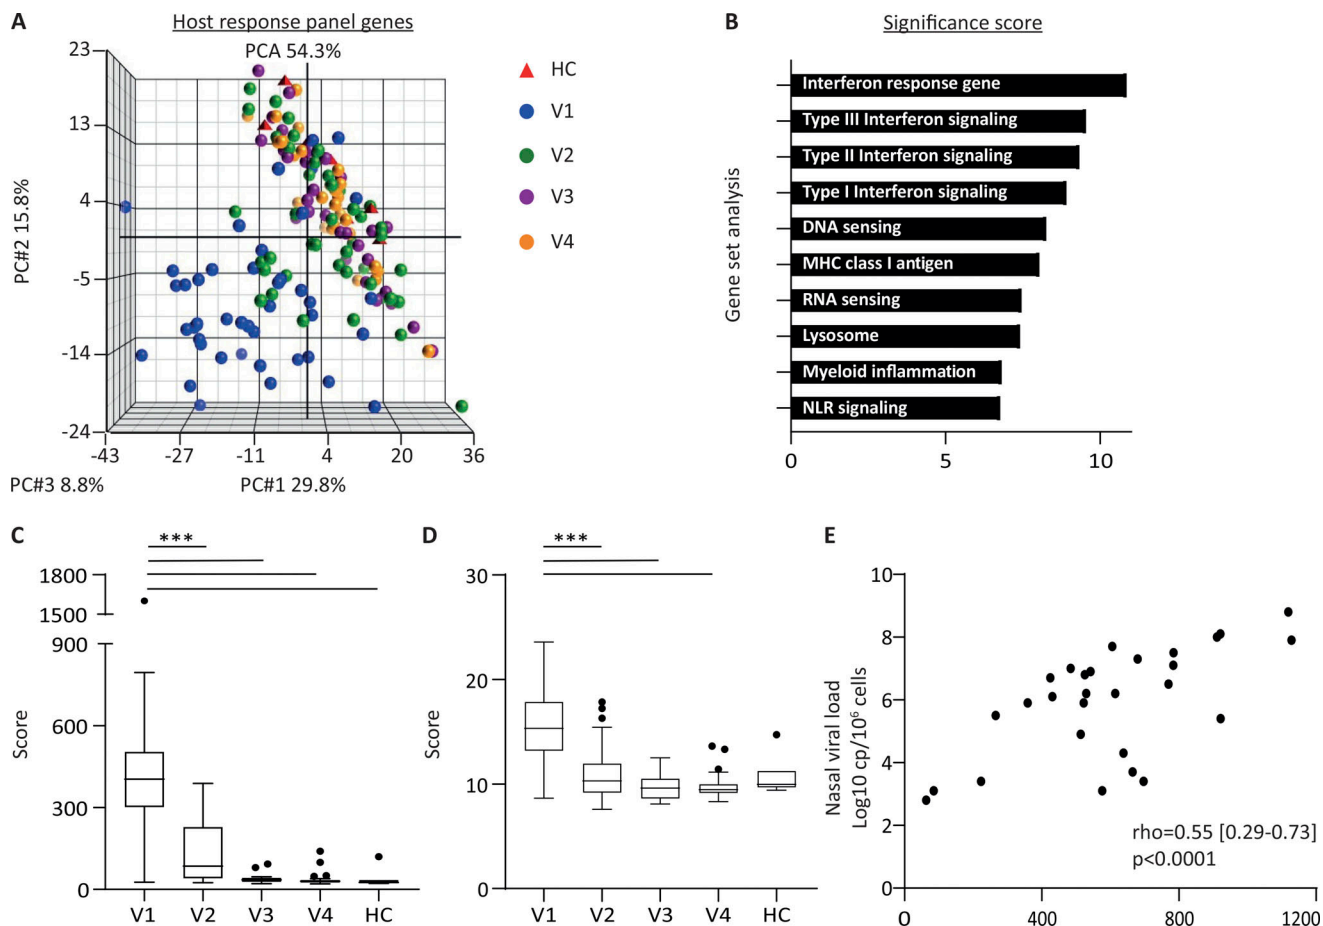 A
Host response panel genes
PCA 54.3%
23
13
4
-5
-14
-24
PC#2 15.8%
-43
-27
-11
4
20
36
PC#3 8.8%
PC#1 29.8%
HC
V1
V2
V3
V4
B
Significance score
Gene set analysis
Interferon response gene
Type III Interferon signaling
Type II Interferon signaling
Type I Interferon signaling
DNA sensing
MHC class I antigen
RNA sensing
Lysosome
Myeloid inflammation
NLR signaling
0
5
10
C
***
1800
1500
900
600
300
0
Score
V1
V2
V3
V4
HC
D
***
30
20
10
0
Score
V1
V2
V3
V4
HC
E
10
8
6
4
2
0
Nasal viral load
Log10 cp/10⁶ cells
rho=0.55 [0.29-0.73]
p<0.0001
0
400
800
1200